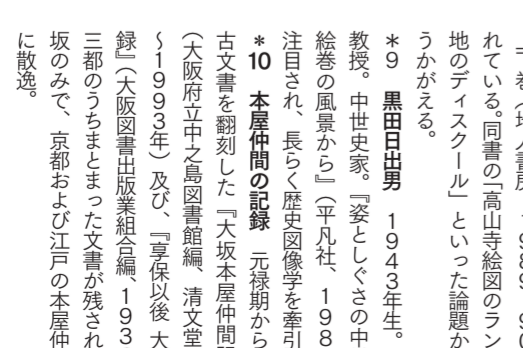 れている。同書の「高山寺絵図のラン
地のディスクール」といった論題か
うかがえる。
＊9　黒田日出男　1943年生。
教授。中世史家。『姿としぐさの中
絵巻の風景から』（平凡社、198
注目され、長らく歴史図像学を牽引
＊10　本屋仲間の記録　元禄期から
古文書を翻刻した『大坂本屋仲間
（大阪府立中之島図書館編、清文堂
〜1993年）及び、『享保以後　大
録』（大阪図書出版業組合編、193
三都のうちまとまった文書が残され
坂のみで、京都および江戸の本屋仲
に散逸。